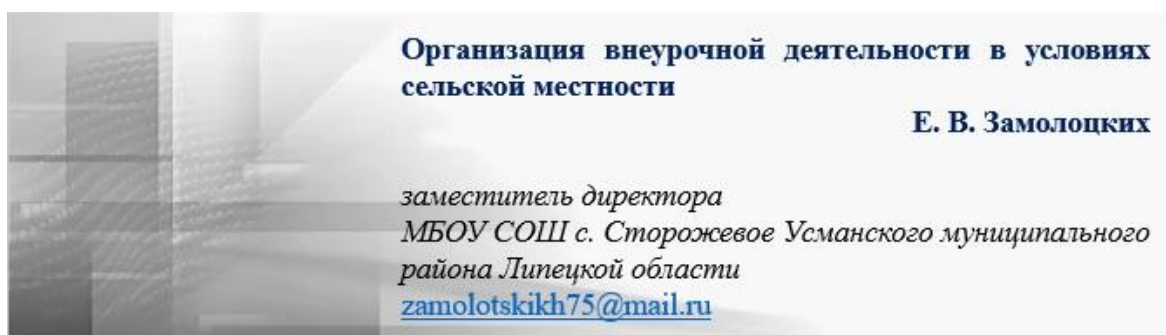 Организация внеурочной деятельности в условиях
сельской местности
Е. В. Замолоцких
заместитель директора
МБОУ СОШ с. Сторожевое Усманского муниципального
района Липецкой области
zamolotskikh75@mail.ru